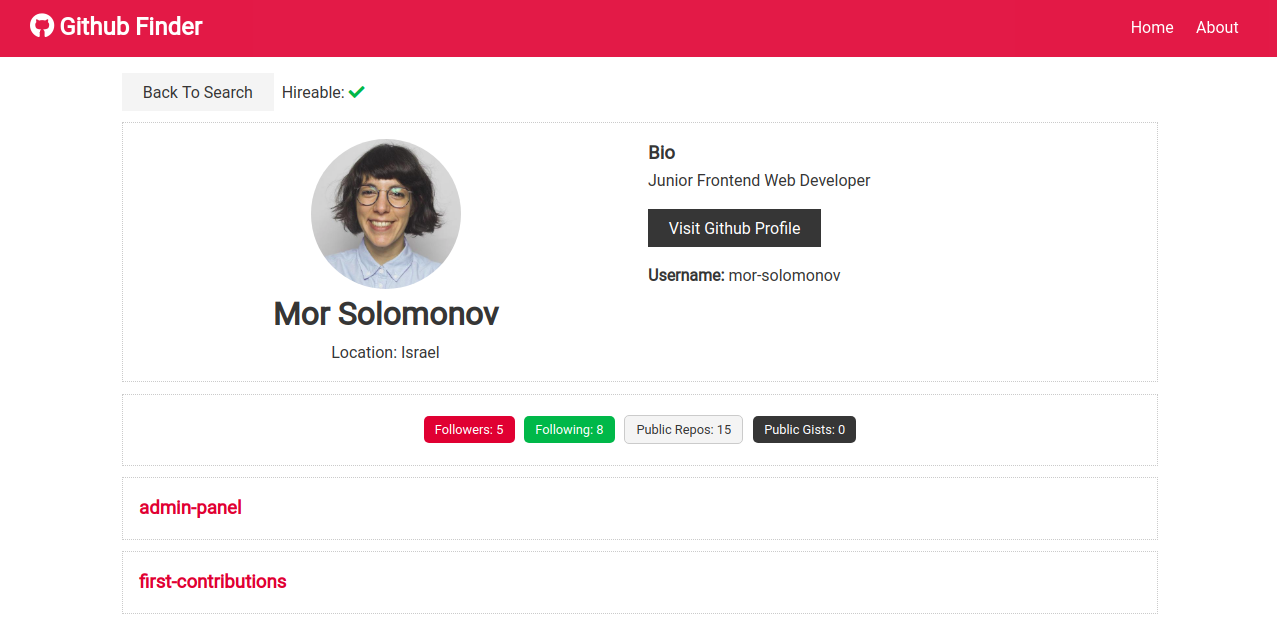 Github Finder
Home About
Back To Search Hireable:
Bio
Junior Frontend Web Developer
Visit Github Profile
Username: mor-solomonov
Mor Solomonov
Location: Israel
Followers: 5 Following: 8 Public Repos: 15 Public Gists: 0
admin-panel
first-contributions